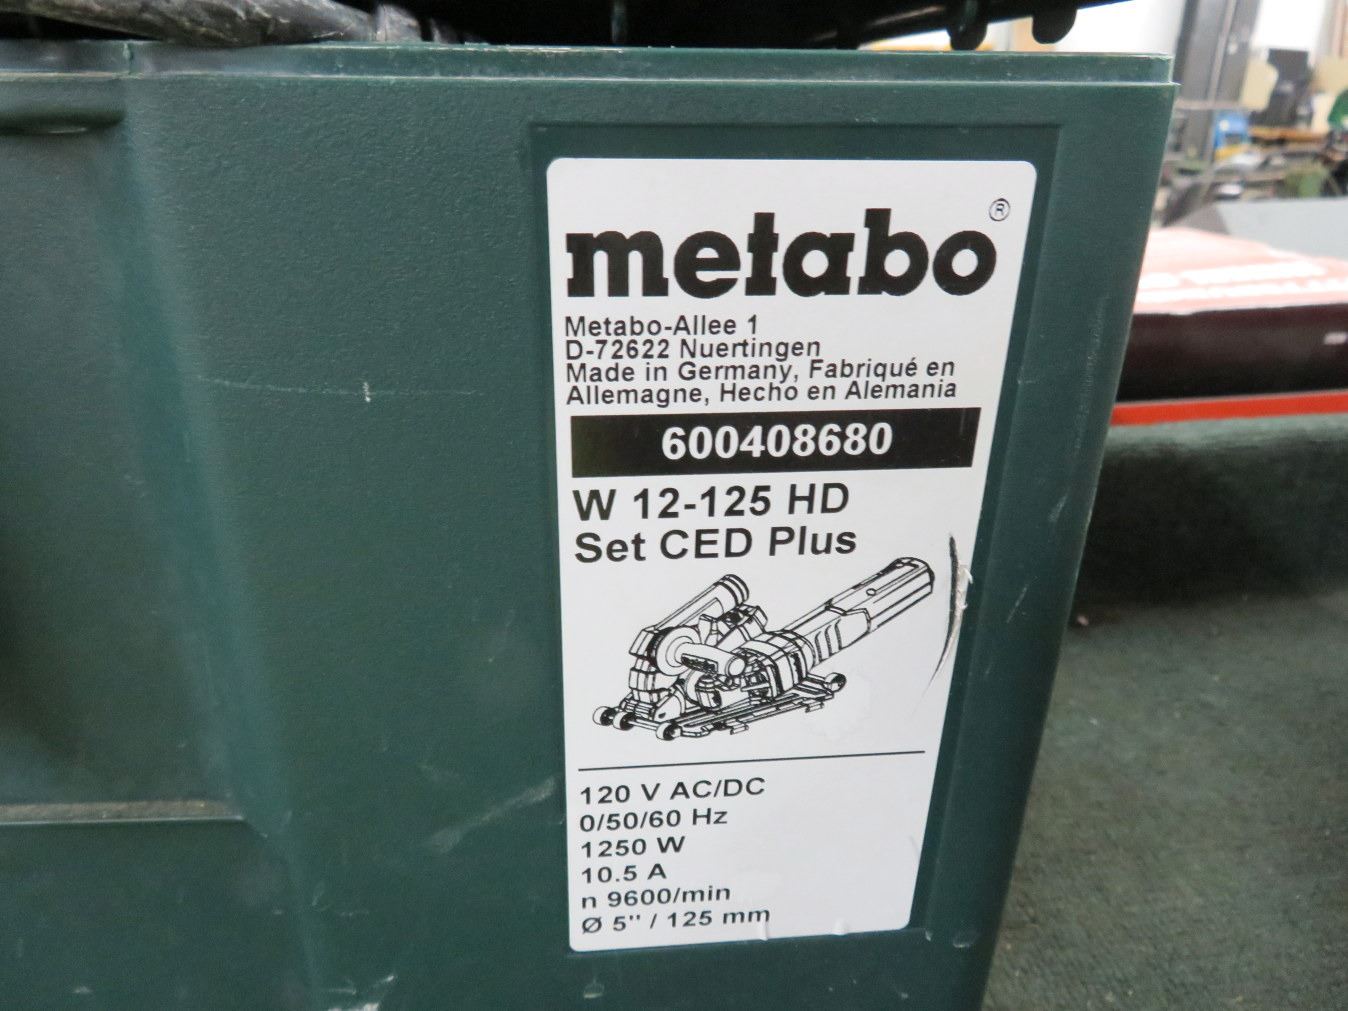 metabo®
Metabo-Allee 1
D-72622 Nuertingen
Made in Germany, Fabriqué en
Allemagne, Hecho en Alemania
600408680
W 12-125 HD
Set CED Plus
120 V AC/DC
0/50/60 Hz
1250 W
10.5 A
n 9600/min
Ø 5" / 125 mm